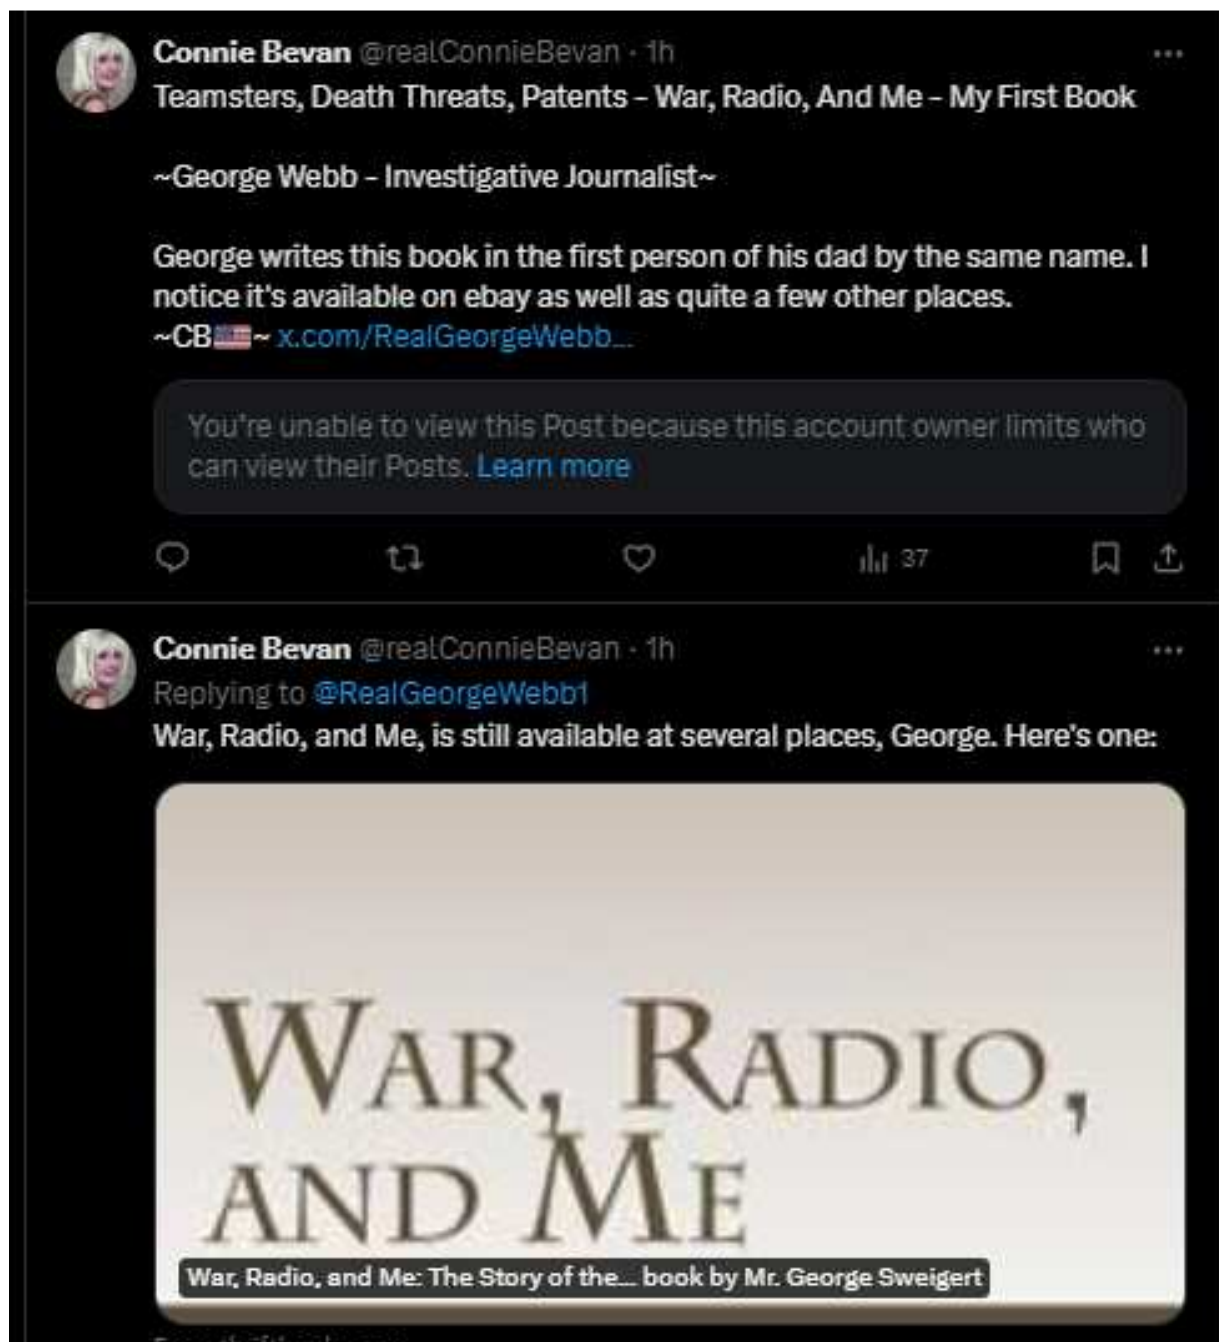 Connie Bevan @realConnieBevan · 1h
Teamsters, Death Threats, Patents – War, Radio, And Me – My First Book
~George Webb – Investigative Journalist~
George writes this book in the first person of his dad by the same name. I
notice it's available on ebay as well as quite a few other places.
~CB🇺🇸~ x.com/RealGeorgeWebb...
You're unable to view this Post because this account owner limits who
can view their Posts. Learn more
37
Connie Bevan @realConnieBevan · 1h
Replying to @RealGeorgeWebb1
War, Radio, and Me, is still available at several places, George. Here's one:
WAR, RADIO,
AND ME
War, Radio, and Me: The Story of the... book by Mr. George Sweigert